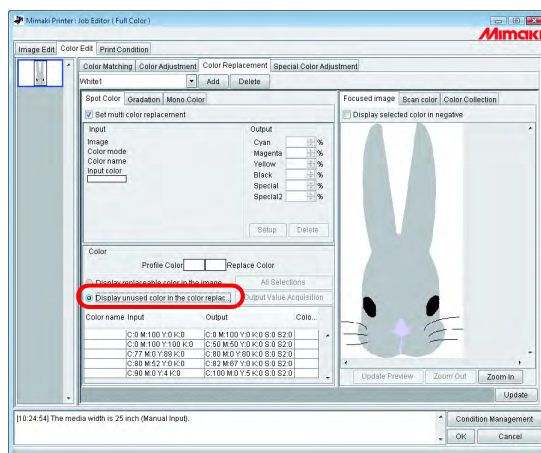 Mimaki Printer: Job Editor ( Full Color )
Mimaki
Image Edit Color Edit Print Condition
Color Matching Color Adjustment Color Replacement Special Color Adjustment
White1 Add Delete
Spot Color Gradation Mono Color
Focused image Scan color Color Collection
Set multi color replacement
Display selected color in negative
Input Output
Image
Color mode
Color name
Input color
Cyan %
Magenta %
Yellow %
Black %
Special %
Special2 %
Setup Delete
Color
Profile Color Replace Color
Display replaceable color in the image All Selections
Display unused color in the color replac... Output Value Acquisition
Color name Input Output Colo...
C:0 M:100 Y:0 K:0 C:0 M:100 Y:0 K:0 S:0 S2:0
C:0 M:100 Y:100 K:0 C:50 M:50 Y:0 K:0 S:0 S2:0
C:77 M:0 Y:89 K:0 C:80 M:0 Y:80 K:0 S:0 S2:0
C:80 M:52 Y:0 K:0 C:82 M:67 Y:0 K:0 S:0 S2:0
C:90 M:0 Y:4 K:0 C:100 M:0 Y:5 K:0 S:0 S2:0
Update Preview Zoom Out Zoom In
Update
[10:24:54] The media width is 25 inch (Manual Input).
Condition Management
OK Cancel